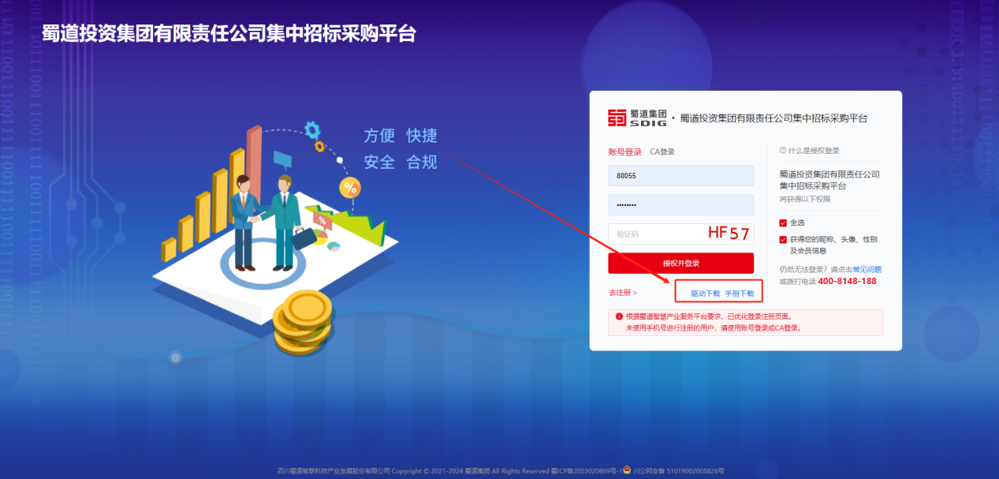 蜀道投资集团有限责任公司集中招标采购平台
方便 快捷
安全 合规
%
%
蜀道集团
SDIG
· 蜀道投资集团有限责任公司集中招标采购平台
账号登录 CA登录
80055
••••••••
验证码 HF57
授权并登录
去注册 >
驱动下载 手册下载
什么是授权登录
蜀道投资集团有限责任公司
集中招标采购平台
将获得以下权限
全选
获得您的昵称、头像、性别
及会员信息
仍然无法登录？请点击常见问题
或拨打电话 400-8148-188
根据蜀道智慧产业服务平台要求，已优化登录注册页面。
未使用手机号进行注册的用户，请使用账号登录或CA登录。
四川蜀道智联科技产业发展股份有限公司 Copyright © 2021-2024 蜀道集团 All Rights Reserved 蜀ICP备2023020869号-1 川公网安备 51019002005826号